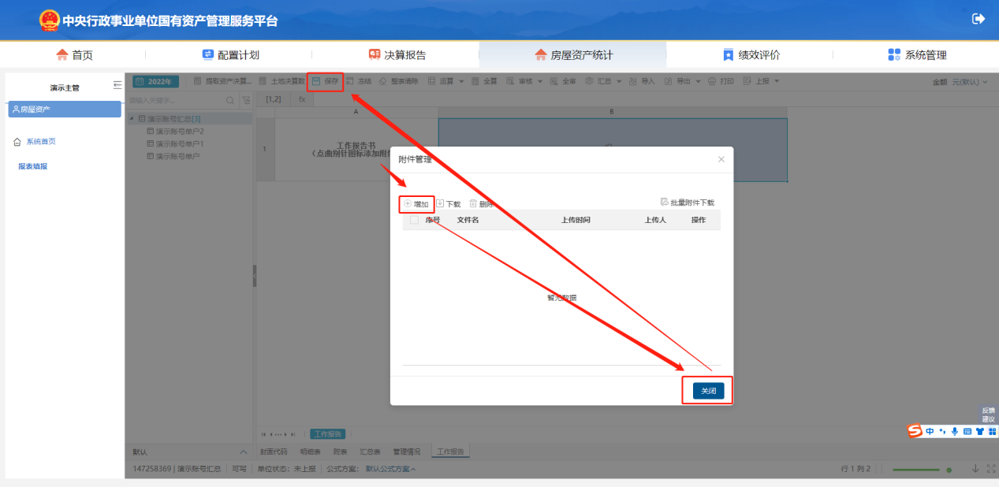 中央行政事业单位国有资产管理服务平台
首页 配置计划 决算报告 房屋资产统计 绩效评价 系统管理
演示主管
房屋资产
系统首页
报表填报
2022年 提取资产决算... 土地决算数 保存 冻结 整表清除 运算 全算 审核 全审 汇总 导入 导出 打印 上报 金额 元(默认)
请输入关键字... [1,2] fx
A B
演示账号汇总[3]
演示账号单户2
演示账号单户1
演示账号单户
1 工作报告书
（点曲别针图标添加附件
附件管理
增加 下载 删除 批量附件下载
序号 文件名 上传时间 上传人 操作
暂无数据
关闭
反馈
建议
中
工作报告
默认 封面代码 明细表 附表 汇总表 管理情况 工作报告
147258369 | 演示账号汇总 可写 单位状态：未上报 公式方案： 默认公式方案 行 1 列 2